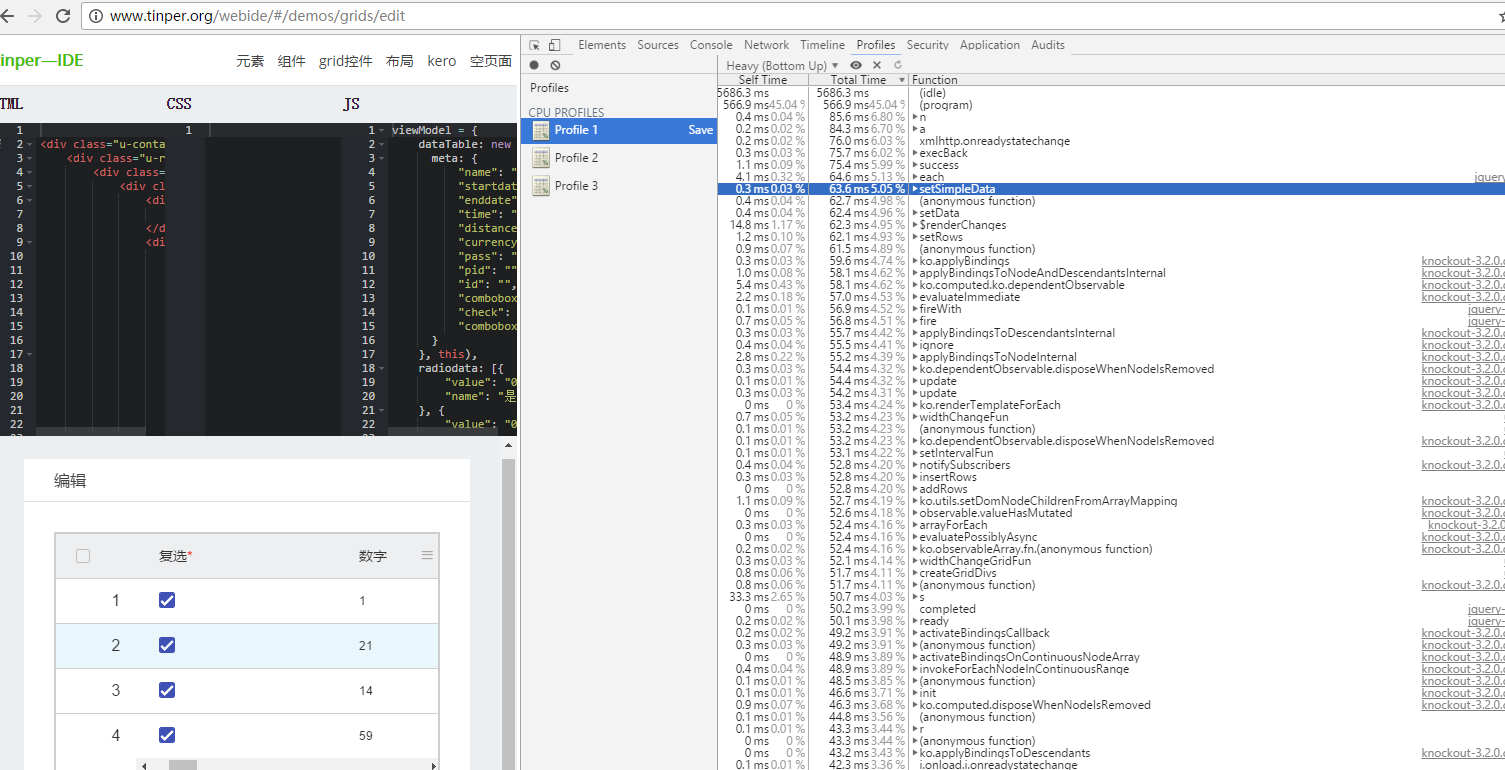 www.tinper.org/webide/#/demos/grids/edit
inper—IDE
元素 组件 grid控件 布局 kero 空页面
TML CSS JS
1
2 <div class="u-conta
3 <div class="u-r
4 <div class=
5 <div cl
6 <di
7
8 </d
9 <di
10
11
12
13
14
15
16
17
18
19
20
21
22
1
1 viewModel = {
2 dataTable: new
3 meta: {
4 "name": "
5 "startdat
6 "enddate"
7 "time": "
8 "distance
9 "currency
10 "pass": "
11 "pid": ""
12 "id": "",
13 "combobox
14 "check":
15 "combobox
16 }
17 }, this),
18 radiodata: [{
19 "value": "0
20 "name": "是
21 }, {
22 "value": "0
编辑
复选* 数字
1 1
2 21
3 14
4 59
Elements Sources Console Network Timeline Profiles Security Application Audits
Heavy (Bottom Up)
Profiles
CPU PROFILES
Profile 1 Save
Profile 2
Profile 3
Self Time Total Time Function
5686.3 ms 5686.3 ms (idle)
566.9 ms 45.04 % 566.9 ms 45.04 % (program)
0.4 ms 0.04 % 85.6 ms 6.80 % n
0.2 ms 0.02 % 84.3 ms 6.70 % a
0.2 ms 0.02 % 76.0 ms 6.03 % xmlhttp.onreadystatechange
0.3 ms 0.03 % 75.7 ms 6.02 % execBack
1.1 ms 0.09 % 75.4 ms 5.99 % success
4.1 ms 0.32 % 64.6 ms 5.13 % each jquery
0.3 ms 0.03 % 63.6 ms 5.05 % setSimpleData
0.4 ms 0.04 % 62.7 ms 4.98 % (anonymous function)
0.4 ms 0.04 % 62.4 ms 4.96 % setData
14.8 ms 1.17 % 62.3 ms 4.95 % $renderChanges
1.2 ms 0.10 % 62.1 ms 4.93 % setRows
0.9 ms 0.07 % 61.5 ms 4.89 % (anonymous function)
0.3 ms 0.03 % 59.6 ms 4.74 % ko.applyBindings knockout-3.2.0.
1.0 ms 0.08 % 58.1 ms 4.62 % applyBindingsToNodeAndDescendantsInternal knockout-3.2.0.
5.4 ms 0.43 % 58.1 ms 4.62 % ko.computed.ko.dependentObservable knockout-3.2.0.
2.2 ms 0.18 % 57.0 ms 4.53 % evaluateImmediate knockout-3.2.0.
0.1 ms 0.01 % 56.9 ms 4.52 % fireWith jquery-
0.7 ms 0.05 % 56.8 ms 4.51 % fire jquery-
0.3 ms 0.03 % 55.7 ms 4.42 % applyBindingsToDescendantsInternal knockout-3.2.0.
0.4 ms 0.04 % 55.5 ms 4.41 % ignore knockout-3.2.0.
2.8 ms 0.22 % 55.2 ms 4.39 % applyBindingsToNodeInternal knockout-3.2.0.
0.3 ms 0.03 % 54.4 ms 4.32 % ko.dependentObservable.disposeWhenNodeIsRemoved knockout-3.2.0.
0.1 ms 0.01 % 54.4 ms 4.32 % update knockout-3.2.0.
0.3 ms 0.03 % 54.2 ms 4.31 % update knockout-3.2.0.
0 ms 0 % 53.4 ms 4.24 % ko.renderTemplateForEach knockout-3.2.0.
0.7 ms 0.05 % 53.2 ms 4.23 % widthChangeFun
0.1 ms 0.01 % 53.2 ms 4.23 % (anonymous function)
0.1 ms 0.01 % 53.2 ms 4.23 % ko.dependentObservable.disposeWhenNodeIsRemoved knockout-3.2.0.
0.1 ms 0.01 % 53.1 ms 4.22 % setIntervalFun
0.4 ms 0.04 % 52.8 ms 4.20 % notifySubscribers knockout-3.2.0.
0.3 ms 0.03 % 52.8 ms 4.20 % insertRows
0 ms 0 % 52.8 ms 4.20 % addRows
1.1 ms 0.09 % 52.7 ms 4.19 % ko.utils.setDomNodeChildrenFromArrayMapping knockout-3.2.0.
0 ms 0 % 52.6 ms 4.18 % observable.valueHasMutated knockout-3.2.0.
0.3 ms 0.03 % 52.4 ms 4.16 % arrayForEach knockout-3.2.0
0 ms 0 % 52.4 ms 4.16 % evaluatePossiblyAsync knockout-3.2.0.
0.2 ms 0.02 % 52.4 ms 4.16 % ko.observableArray.fn.(anonymous function) knockout-3.2.0.
0.3 ms 0.03 % 52.1 ms 4.14 % widthChangeGridFun
0.8 ms 0.06 % 51.7 ms 4.11 % createGridDivs
0.8 ms 0.06 % 51.7 ms 4.11 % (anonymous function) knockout-3.2.0.
33.3 ms 2.65 % 50.7 ms 4.03 % s
0 ms 0 % 50.2 ms 3.99 % completed jquery-
0.2 ms 0.02 % 50.1 ms 3.98 % ready jquery-
0.2 ms 0.02 % 49.2 ms 3.91 % activateBindingsCallback knockout-3.2.0.
0.3 ms 0.03 % 49.2 ms 3.91 % (anonymous function) knockout-3.2.0.
0 ms 0 % 48.9 ms 3.89 % activateBindingsOnContinuousNodeArray knockout-3.2.0.
0.4 ms 0.04 % 48.9 ms 3.89 % invokeForEachNodeInContinuousRange knockout-3.2.0.
0.1 ms 0.01 % 48.5 ms 3.85 % (anonymous function) knockout-3.2.0.
0.1 ms 0.01 % 46.6 ms 3.71 % init knockout-3.2.0.
0.9 ms 0.07 % 46.3 ms 3.68 % ko.computed.disposeWhenNodeIsRemoved knockout-3.2.0.
0.1 ms 0.01 % 44.8 ms 3.56 % (anonymous function)
0.1 ms 0.01 % 43.3 ms 3.44 % r
0 ms 0 % 43.3 ms 3.44 % (anonymous function)
0 ms 0 % 43.2 ms 3.43 % ko.applyBindingsToDescendants knockout-3.2.0.
0.1 ms 0.01 % 42.3 ms 3.36 % i.onload.i.onreadystatechange